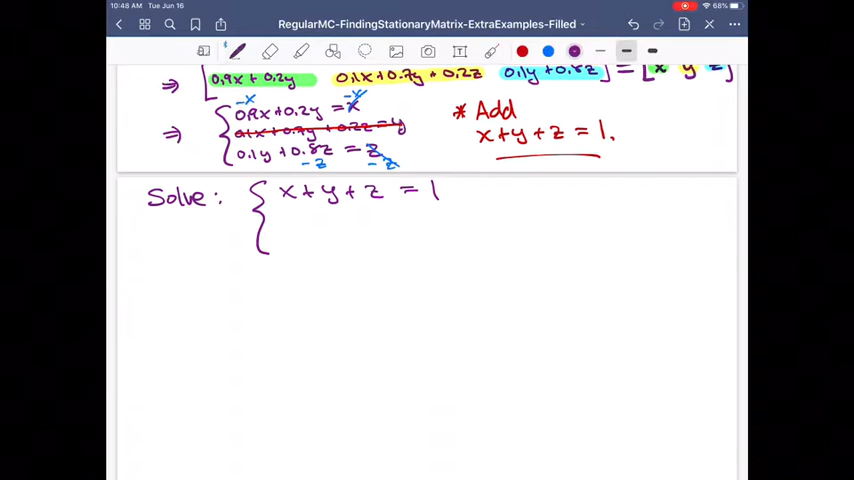 10:48 AM Tue Jun 16
68%
RegularMC-FindingStationaryMatrix-ExtraExamples-Filled
⇒ [0.9x + 0.2y 0.1x + 0.7y + 0.2z 0.1y + 0.8z] = [x y z]
-x -x
⇒ { 0.9x + 0.2y = x
0.1x + 0.7y + 0.2z = y
0.1y + 0.8z = z
-z -z
* Add
x + y + z = 1.
Solve: { x + y + z = 1